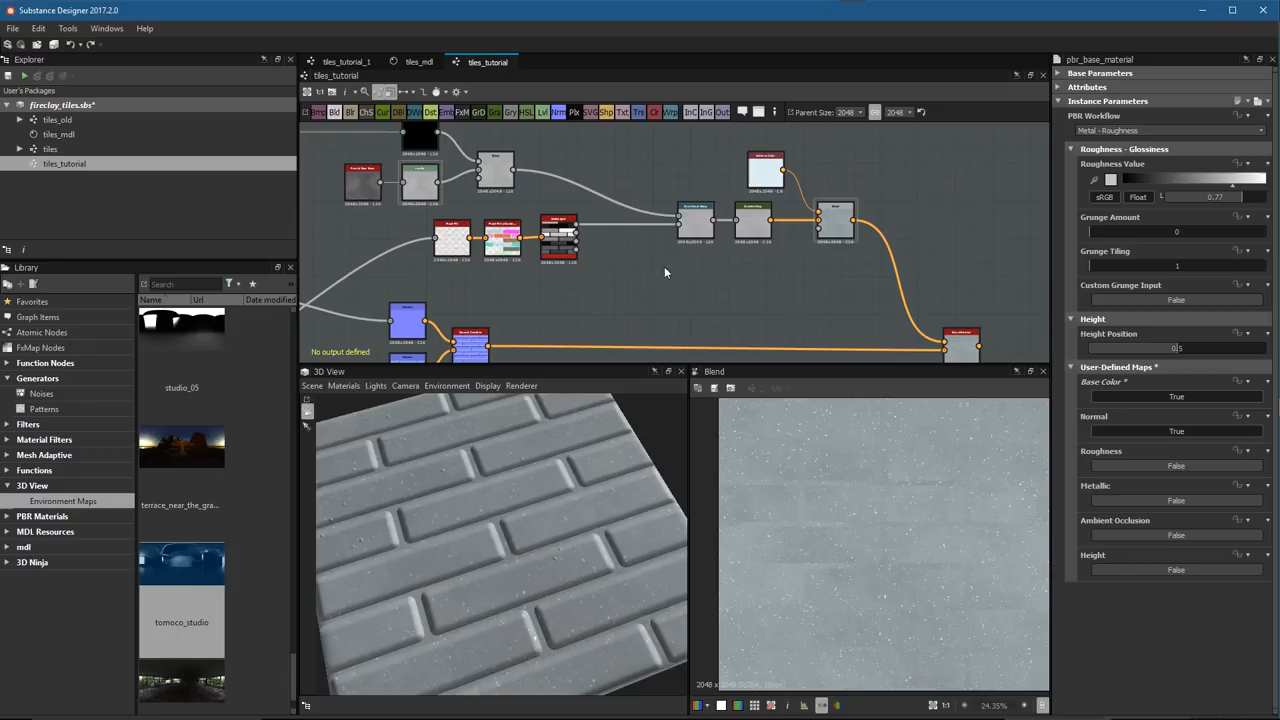 Substance Designer 2017.2.0
File Edit Tools Windows Help
Explorer
User's Packages
fireclay_tiles.sbs*
tiles_old
tiles_mdl
tiles
tiles_tutorial
Library
Search
Name Url Date modified
Favorites
Graph Items
Atomic Nodes
FxMap Nodes
Function Nodes
Generators
Noises
Patterns
Filters
Material Filters
Mesh Adaptive
Functions
3D View
Environment Maps
PBR Materials
MDL Resources
mdl
3D Ninja
studio_05
terrace_near_the_gra...
tomoco_studio
tiles_tutorial_1 tiles_mdl tiles_tutorial
tiles_tutorial
Parent Size: 2048 2048
No output defined
3D View
Scene Materials Lights Camera Environment Display Renderer
Blend
24.35%
pbr_base_material
Base Parameters
Attributes
Instance Parameters
PBR Workflow
Metal - Roughness
Roughness - Glossiness
Roughness Value
sRGB Float 0.77
Grunge Amount
0
Grunge Tiling
1
Custom Grunge Input
False
Height
Height Position
0.5
User-Defined Maps *
Base Color *
True
Normal
True
Roughness
False
Metallic
False
Ambient Occlusion
False
Height
False